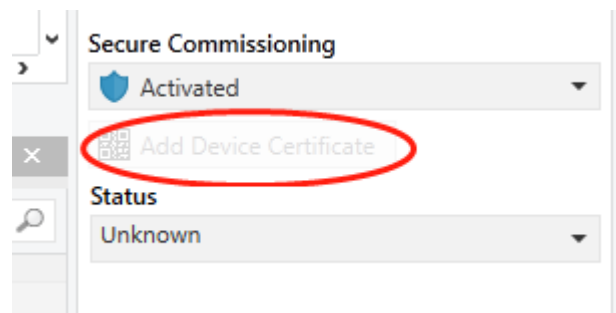 Secure Commissioning
Activated
Add Device Certificate
Status
Unknown